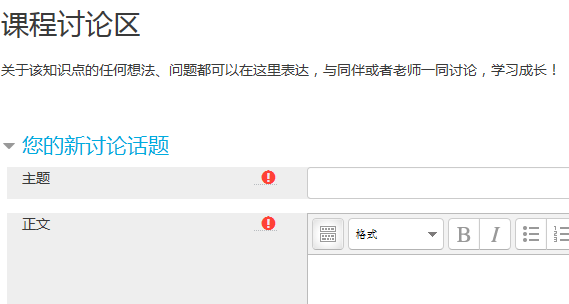 课程讨论区
关于该知识点的任何想法、问题都可以在这里表达，与同伴或者老师一同讨论，学习成长！
您的新讨论话题
主题
正文
格式
B I